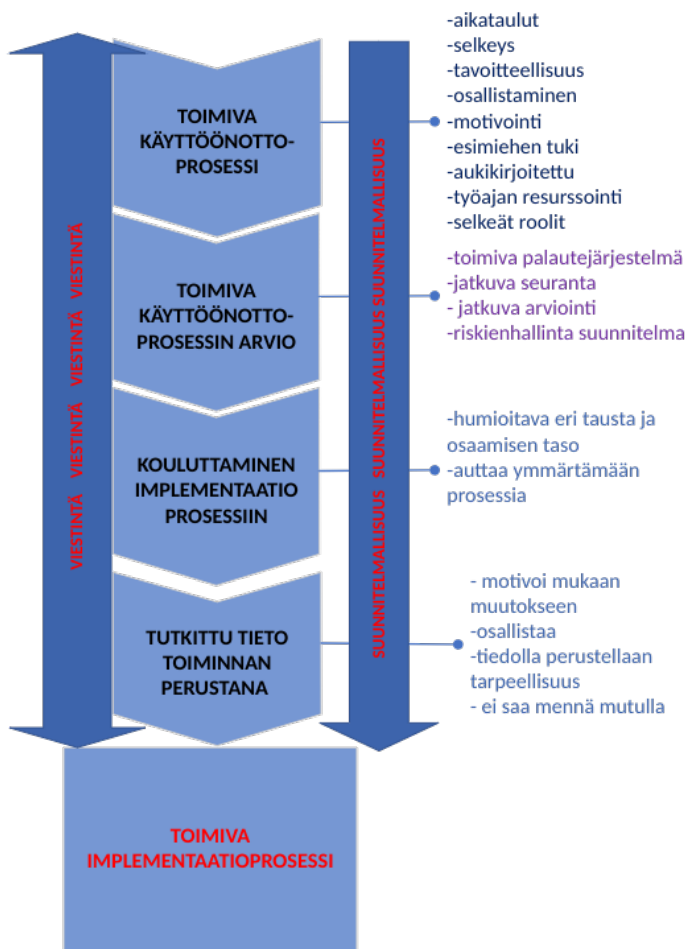 -aikataulut
-selkeys
-tavoitteellisuus
-osallistaminen
-motivointi
-esimiehen tuki
-aukikirjoitettu
-työajan resurssointi
-selkeät roolit
TOIMIVA
KÄYTTÖÖNOTTO-
PROSESSI
-toimiva palautejärjestelmä
-jatkuva seuranta
- jatkuva arviointi
-riskienhallinta suunnitelma
TOIMIVA
KÄYTTÖÖNOTTO-
PROSESSIN ARVIO
-humioitava eri tausta ja
osaamisen taso
-auttaa ymmärtämään
prosessia
KOULUTTAMINEN
IMPLEMENTAATIO
PROSESSIIN
- motivoi mukaan
muutokseen
-osallistaa
-tiedolla perustellaan
tarpeellisuus
- ei saa mennä mutulla
TUTKITTU TIETO
TOIMINNAN
PERUSTANA
VIESTINTÄ VIESTINTÄ VIESTINTÄ VIESTINTÄ
SUUNNITELMALLISUUS SUUNNITELMALLISUUS SUUNNITELMALLISUUS
TOIMIVA
IMPLEMENTAATIOPROSESSI